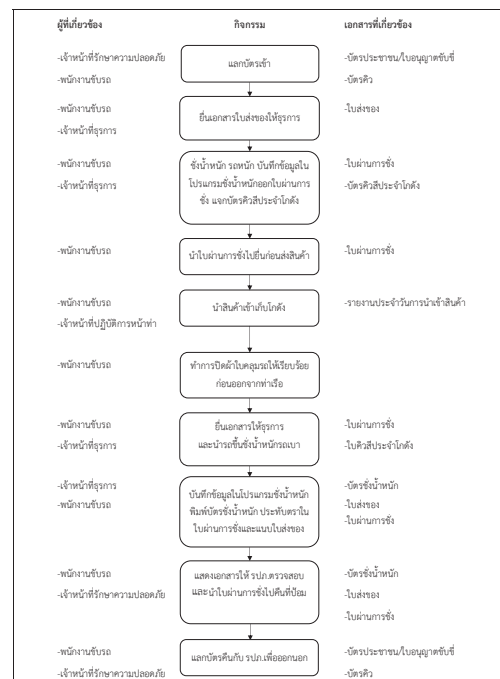 ผู้ที่เกี่ยวข้อง กิจกรรม เอกสารที่เกี่ยวข้อง
-เจ้าหน้าที่รักษาความปลอดภัย
-พนักงานขับรถ
แลกบัตรเข้า
-บัตรประชาชน/ใบอนุญาตขับขี่
-บัตรคิว
-พนักงานขับรถ
-เจ้าหน้าที่ธุรการ
ยื่นเอกสารใบส่งของให้ธุรการ
-ใบส่งของ
-พนักงานขับรถ
-เจ้าหน้าที่ธุรการ
ชั่งน้ำหนัก รถหนัก บันทึกข้อมูลใน
โปรแกรมชั่งน้ำหนักออกใบผ่านการ
ชั่ง แจกบัตรคิวสีประจำโกดัง
-ใบผ่านการชั่ง
-บัตรคิวสีประจำโกดัง
-พนักงานขับรถ
นำใบผ่านการชั่งไปยื่นก่อนส่งสินค้า
-ใบผ่านการชั่ง
-พนักงานขับรถ
-เจ้าหน้าที่ปฏิบัติการหน้าท่า
นำสินค้าเข้าเก็บโกดัง
-รายงานประจำวันการนำเข้าสินค้า
-พนักงานขับรถ
ทำการปิดผ้าใบคลุมรถให้เรียบร้อย
ก่อนออกจากท่าเรือ
-พนักงานขับรถ
-เจ้าหน้าที่ธุรการ
ยื่นเอกสารให้ธุรการ
และนำรถขึ้นชั่งน้ำหนักรถเบา
-ใบผ่านการชั่ง
-ใบคิวสีประจำโกดัง
-เจ้าหน้าที่ธุรการ
-พนักงานขับรถ
บันทึกข้อมูลในโปรแกรมชั่งน้ำหนัก
พิมพ์บัตรชั่งน้ำหนัก ประทับตราใน
ใบผ่านการชั่งและแนบใบส่งของ
-บัตรชั่งน้ำหนัก
-ใบส่งของ
-ใบผ่านการชั่ง
-พนักงานขับรถ
-เจ้าหน้าที่รักษาความปลอดภัย
แสดงเอกสารให้ รปภ.ตรวจสอบ
และนำใบผ่านการชั่งไปคืนที่ป้อม
-บัตรชั่งน้ำหนัก
-ใบส่งของ
-ใบผ่านการชั่ง
-พนักงานขับรถ
-เจ้าหน้าที่รักษาความปลอดภัย
แลกบัตรคืนกับ รปภ.เพื่อออกนอก
-บัตรประชาชน/ใบอนุญาตขับขี่
-บัตรคิว